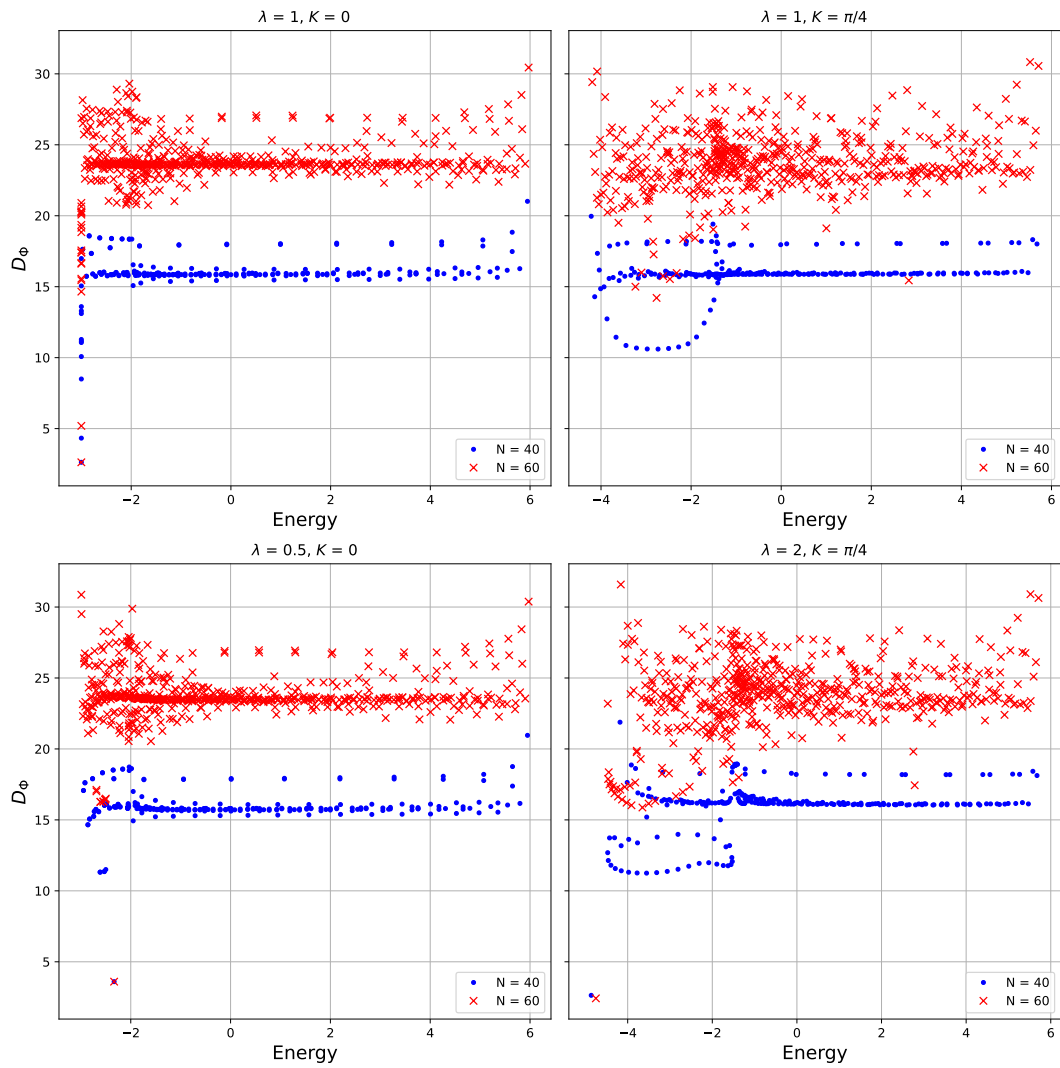 λ = 1, K = 0
λ = 1, K = π/4
30
25
20
15
10
5
D_Φ
−2
0
2
4
6
Energy
N = 40
N = 60
−4
−2
0
2
4
6
Energy
N = 40
N = 60
λ = 0.5, K = 0
λ = 2, K = π/4
30
25
20
15
10
5
D_Φ
−2
0
2
4
6
Energy
N = 40
N = 60
−4
−2
0
2
4
6
Energy
N = 40
N = 60